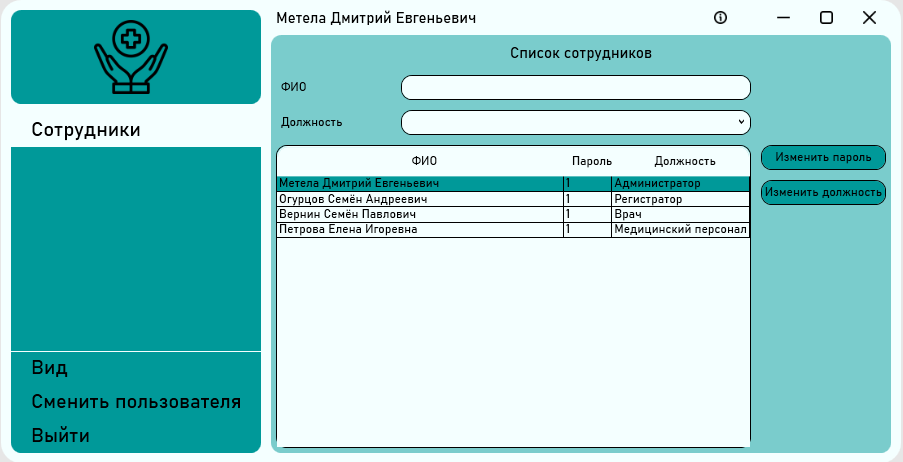 Метела Дмитрий Евгеньевич
Сотрудники
Вид
Сменить пользователя
Выйти
Список сотрудников
ФИО
Должность
ФИО Пароль Должность
Метела Дмитрий Евгеньевич 1 Администратор
Огурцов Семён Андреевич 1 Регистратор
Вернин Семён Павлович 1 Врач
Петрова Елена Игоревна 1 Медицинский персонал
Изменить пароль
Изменить должность